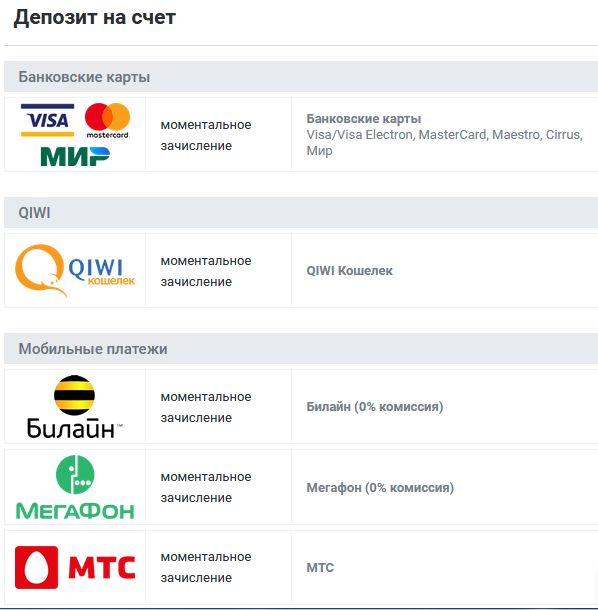 Депозит на счет
Банковские карты
VISA
mastercard.
МИР
моментальное
зачисление
Банковские карты
Visa/Visa Electron, MasterCard, Maestro, Cirrus,
Мир
QIWI
QIWI
кошелек
моментальное
зачисление
QIWI Кошелек
Мобильные платежи
Билайн™
моментальное
зачисление
Билайн (0% комиссия)
МЕГАФОН
моментальное
зачисление
Мегафон (0% комиссия)
МТС
моментальное
зачисление
МТС